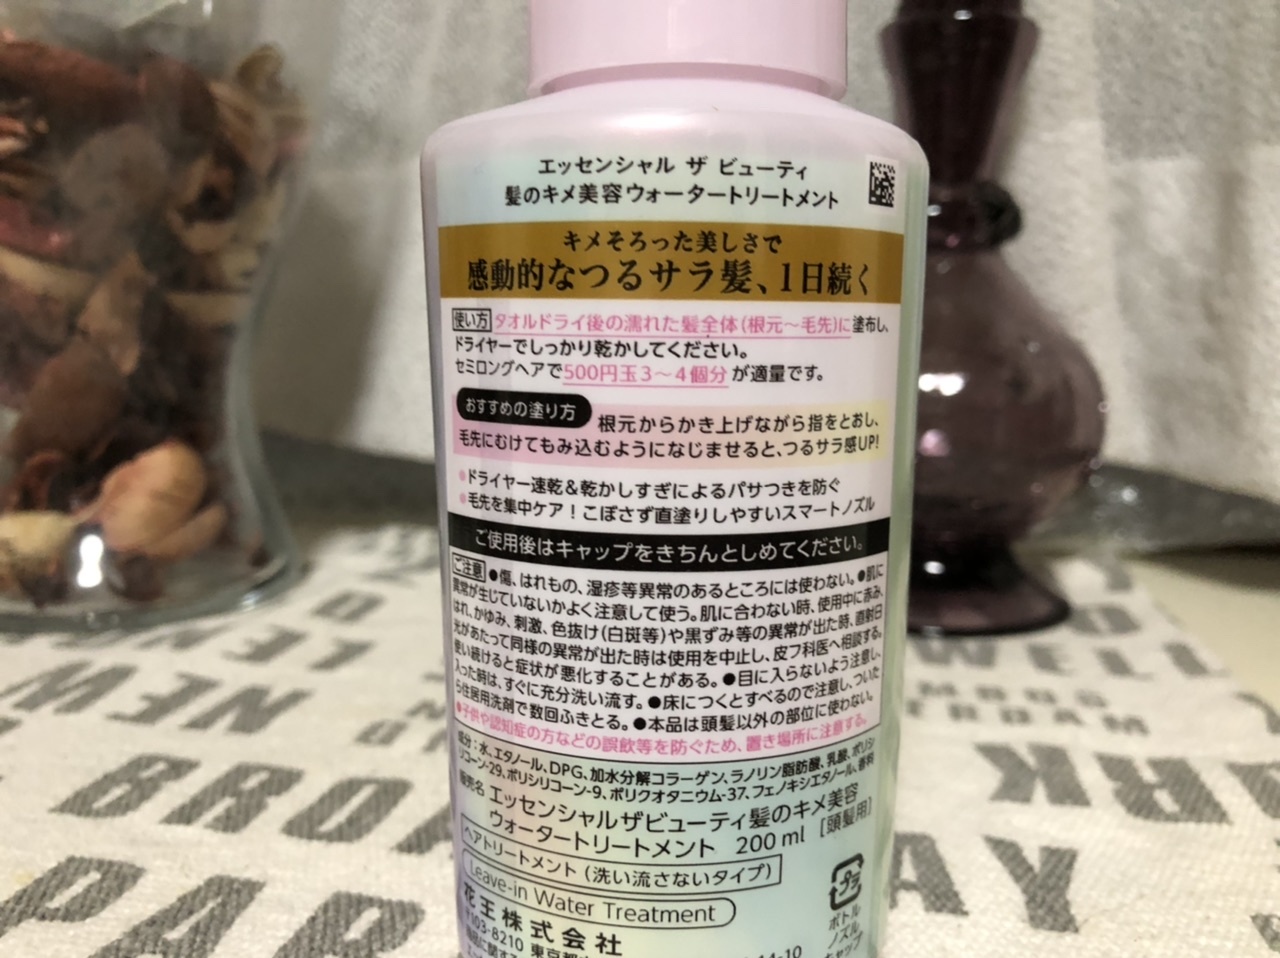 エッセンシャル ザ ビューティ
髪のキメ美容ウォータートリートメント
キメそろった美しさで
感動的なつるサラ髪、1日続く
使い方 タオルドライ後の濡れた髪全体(根元〜毛先)に塗布し、
ドライヤーでしっかり乾かしてください。
セミロングヘアで500円玉3〜4個分が適量です。
おすすめの塗り方 根元からかき上げながら指をとおし、
毛先にむけてもみ込むようになじませると、つるサラ感UP!
●ドライヤー速乾&乾かしすぎによるパサつきを防ぐ
●毛先を集中ケア!こぼさず直塗りしやすいスマートノズル
ご使用後はキャップをきちんとしめてください。
ご注意 ●傷、はれもの、湿疹等異常のあるところには使わない。●肌に
異常が生じていないかよく注意して使う。肌に合わない時、使用中に赤み、
はれ、かゆみ、刺激、色抜け(白斑等)や黒ずみ等の異常が出た時、直射日
光があたって同様の異常が出た時は使用を中止し、皮フ科医へ相談する。
使い続けると症状が悪化することがある。●目に入らないよう注意し、
入った時は、すぐに充分洗い流す。●床につくとすべるので注意し、ついた
ら住居用洗剤で数回ふきとる。●本品は頭髪以外の部位に使わない。
●子供や認知症の方などの誤飲等を防ぐため、置き場所に注意する。
成分:水、エタノール、DPG、加水分解コラーゲン、ラノリン脂肪酸、乳酸、ポリシ
リコーン-29、ポリシリコーン-9、ポリクオタニウム-37、フェノキシエタノール、香料
販売名 エッセンシャルザビューティ髪のキメ美容
ウォータートリートメント 200 ml [頭髪用]
ヘアトリートメント(洗い流さないタイプ)
Leave-in Water Treatment
花王株式会社
〒103-8210 東京都
14-10
プラ
ボトル
ノズル
キャップ
NEW
BRO
PAR
WELL
AY